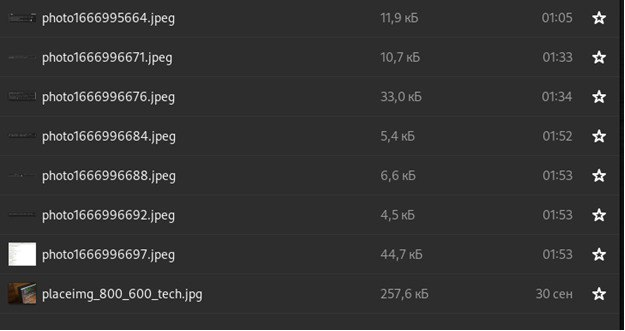 photo1666995664.jpeg 11,9 кБ 01:05
photo1666996671.jpeg 10,7 кБ 01:33
photo1666996676.jpeg 33,0 кБ 01:34
photo1666996684.jpeg 5,4 кБ 01:52
photo1666996688.jpeg 6,6 кБ 01:53
photo1666996692.jpeg 4,5 кБ 01:53
photo1666996697.jpeg 44,7 кБ 01:53
placeimg_800_600_tech.jpg 257,6 кБ 30 сен